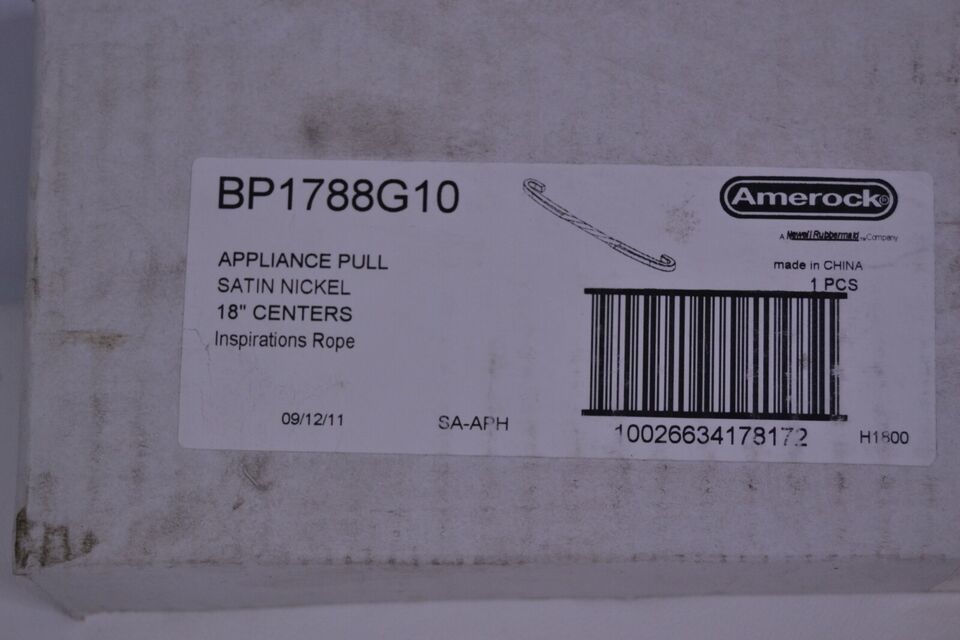 BP1788G10
Amerock®
A Newell Rubbermaid Company
APPLIANCE PULL
SATIN NICKEL
18" CENTERS
Inspirations Rope
made in CHINA
1 PCS
09/12/11
SA-APH
10026634178172
H1800